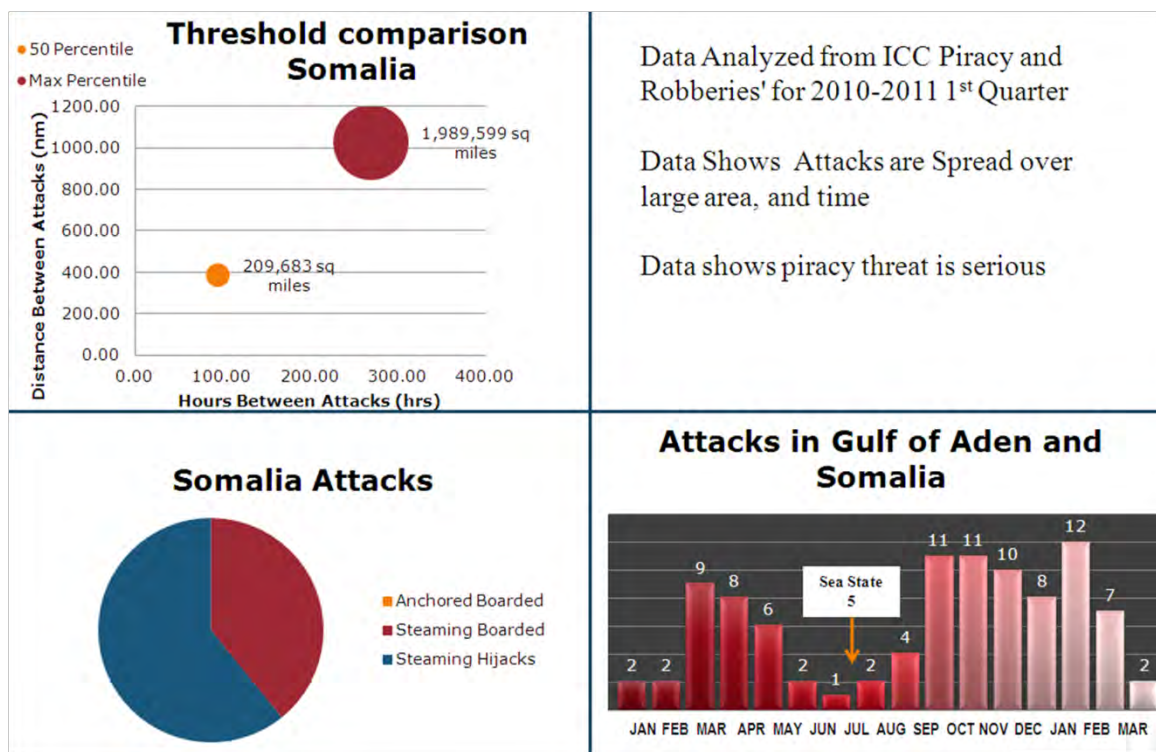 Threshold comparison
Somalia
50 Percentile
Max Percentile
Distance Between Attacks (nm)
1200.00
1000.00
800.00
600.00
400.00
200.00
0.00
1,989,599 sq
miles
209,683 sq
miles
0.00 100.00 200.00 300.00 400.00
Hours Between Attacks (hrs)
Data Analyzed from ICC Piracy and
Robberies' for 2010-2011 1st Quarter
Data Shows Attacks are Spread over
large area, and time
Data shows piracy threat is serious
Somalia Attacks
Anchored Boarded
Steaming Boarded
Steaming Hijacks
Attacks in Gulf of Aden and
Somalia
2 2 9 8 6 2 1 2 4 11 11 10 8 12 7 2
Sea State
5
JAN FEB MAR APR MAY JUN JUL AUG SEP OCT NOV DEC JAN FEB MAR